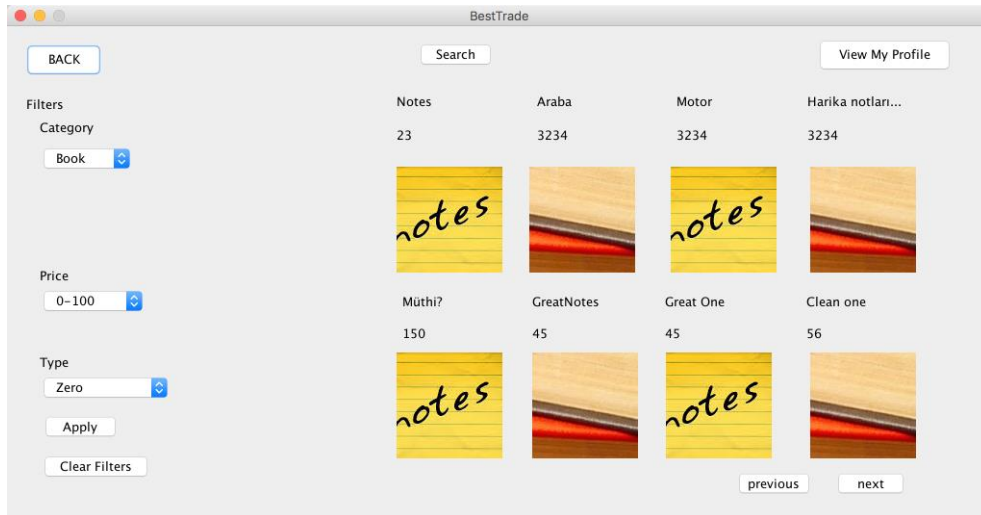 BestTrade
BACK
Search
View My Profile
Filters
Category
Book
Price
0-100
Type
Zero
Apply
Clear Filters
Notes Araba Motor Harika notları...
23 3234 3234 3234
notes notes
Müthi? GreatNotes Great One Clean one
150 45 45 56
notes notes
previous next